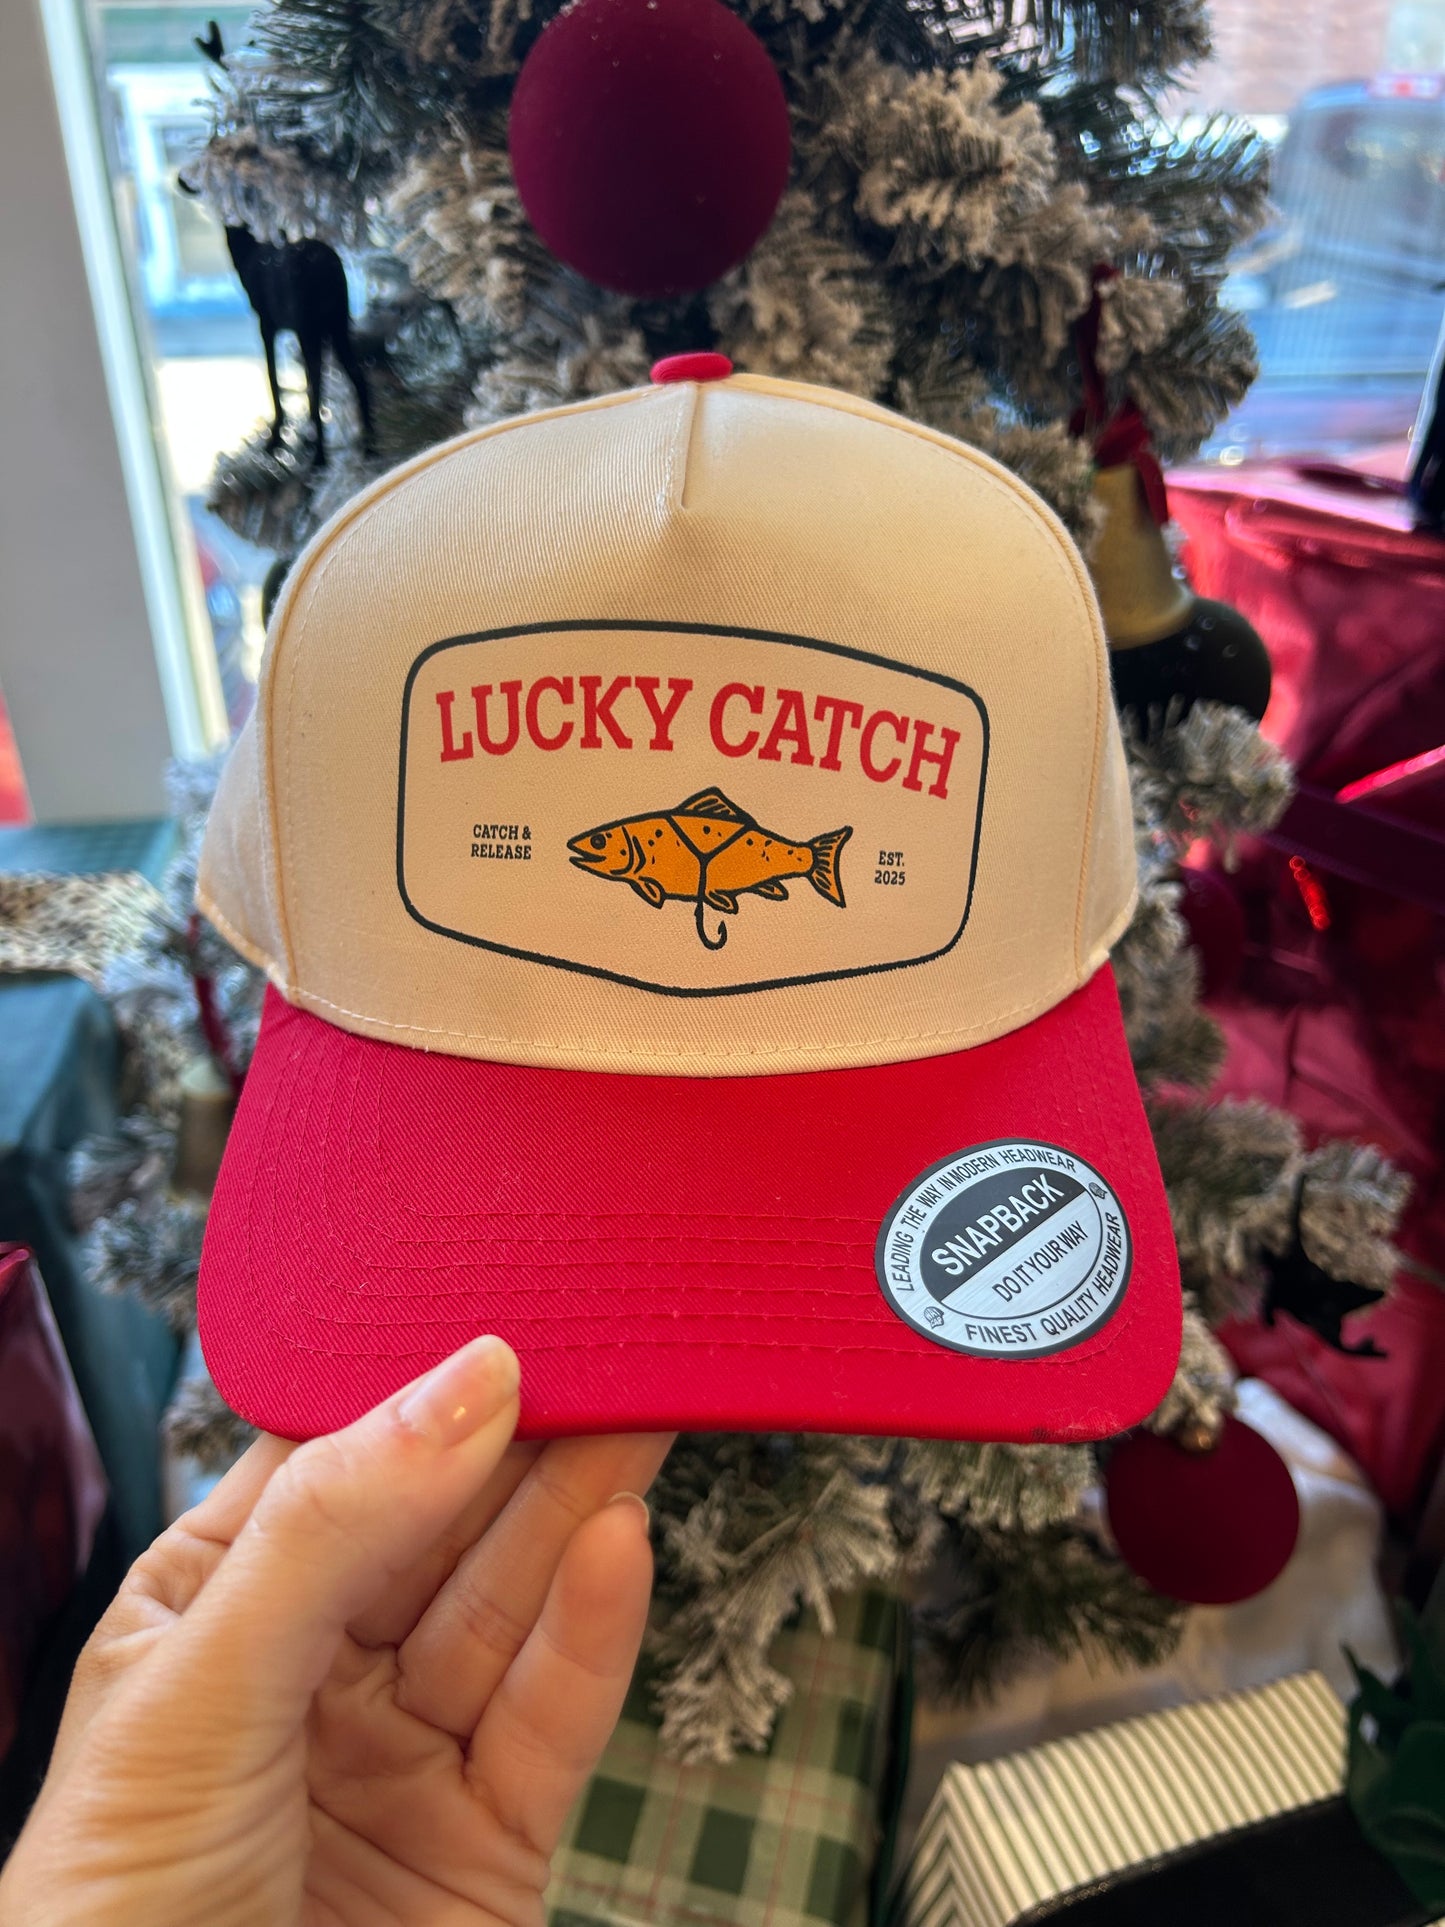 LUCKY CATCH
CATCH &
RELEASE
EST.
2025
LEADING THE WAY IN MODERN HEADWEAR
SNAPBACK
DO IT YOUR WAY
FINEST QUALITY HEADWEAR